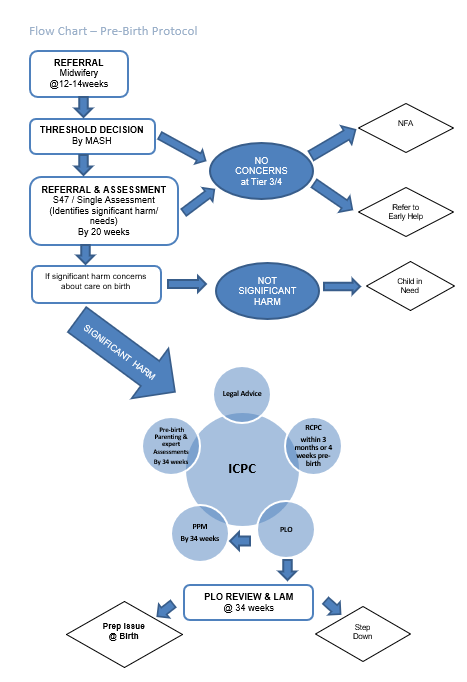 Flow Chart – Pre-Birth Protocol
REFERRAL
Midwifery
@12-14weeks
THRESHOLD DECISION
By MASH
NO
CONCERNS
at Tier 3/4
NFA
REFERRAL & ASSESSMENT
S47 / Single Assessment
(Identifies significant harm/
needs)
By 20 weeks
Refer to
Early Help
If significant harm concerns
about care on birth
NOT
SIGNIFICANT
HARM
Child in
Need
SIGNIFICANT HARM
Legal Advice
Pre-birth
Parenting &
expert
Assessments
By 34 weeks
RCPC
within 3
months or 4
weeks pre-
birth
ICPC
PPM
By 34 weeks
PLO
PLO REVIEW & LAM
@ 34 weeks
Prep Issue
@ Birth
Step
Down